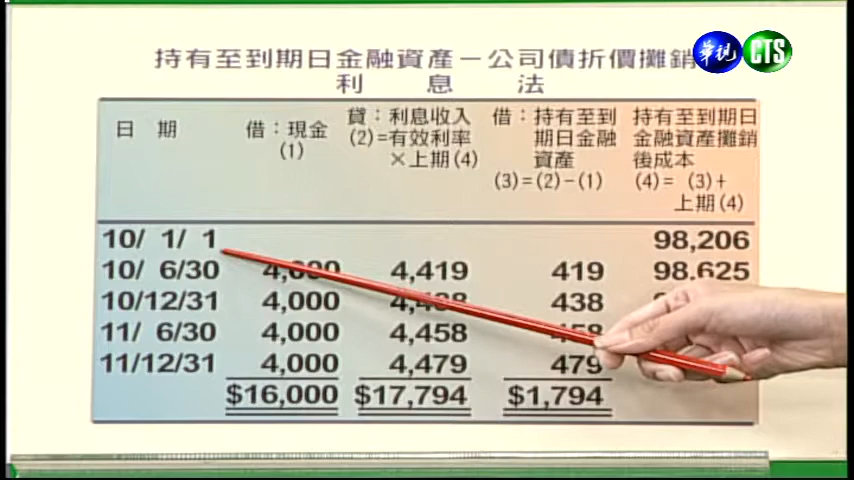 華視 CTS
持有至到期日金融資產－公司債折價攤銷
利 息 法
日 期 借：現金 (1) 貸：利息收入 (2)=有效利率 ×上期(4) 借：持有至到期日金融資產 (3)=(2)-(1) 持有至到期日金融資產攤銷後成本 (4)= (3)+ 上期(4)
10/ 1/ 1 98,206
10/ 6/30 4,000 4,419 419 98,625
10/12/31 4,000 4,438 438
11/ 6/30 4,000 4,458 458
11/12/31 4,000 4,479 479
$16,000 $17,794 $1,794